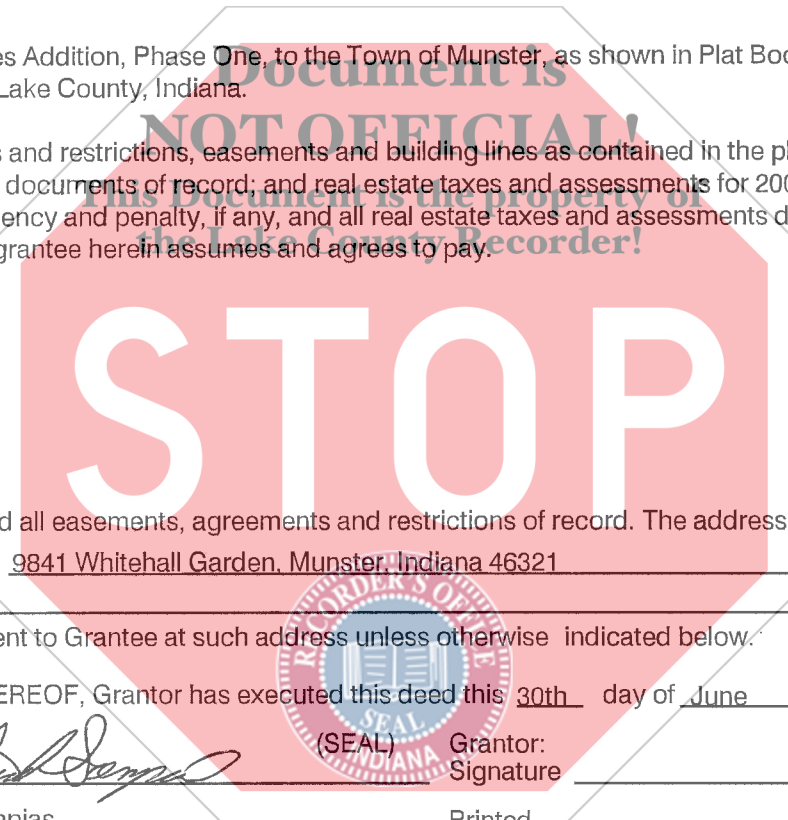 es Addition, Phase One, to the Town of Munster, as shown in Plat Boo
Document is
Lake County, Indiana.
NOT OFFICIAL!
s and restrictions, easements and building lines as contained in the pl
documents of record; and real estate taxes and assessments for 200
This Document is the property of
ency and penalty, if any, and all real estate taxes and assessments d
the Lake County Recorder!
grantee herein assumes and agrees to pay.
STOP
d all easements, agreements and restrictions of record. The address
9841 Whitehall Garden, Munster, Indiana 46321
RECORDER'S OFFICE
ent to Grantee at such address unless otherwise indicated below.
EREOF, Grantor has executed this deed this 30th day of June
SEAL
INDIANA
(SEAL) Grantor:
Signature
Printed